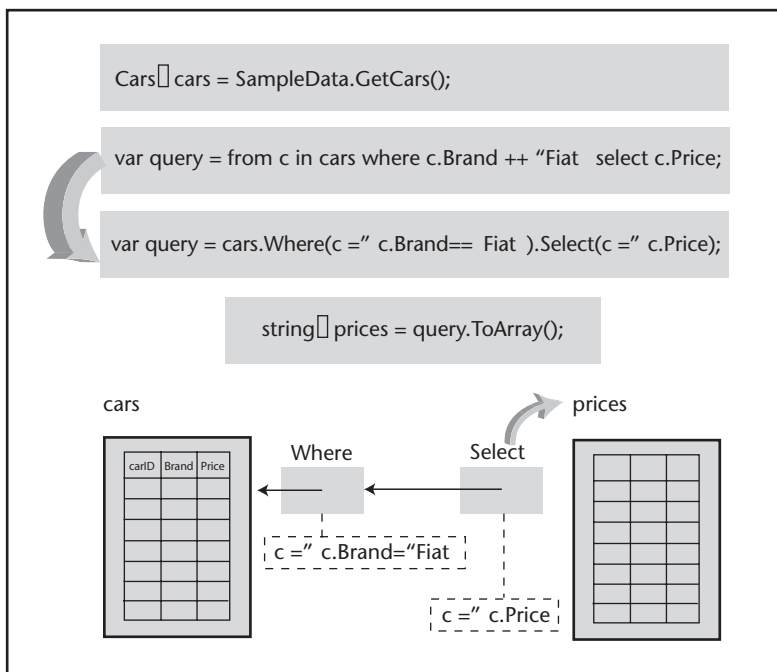 Cars▯ cars = SampleData.GetCars();
var query = from c in cars where c.Brand ++ “Fiat select c.Price;
var query = cars.Where(c =” c.Brand== Fiat ).Select(c =” c.Price);
string▯ prices = query.ToArray();
cars
prices
Where
Select
carID Brand Price
c =” c.Brand=“Fiat
c =” c.Price